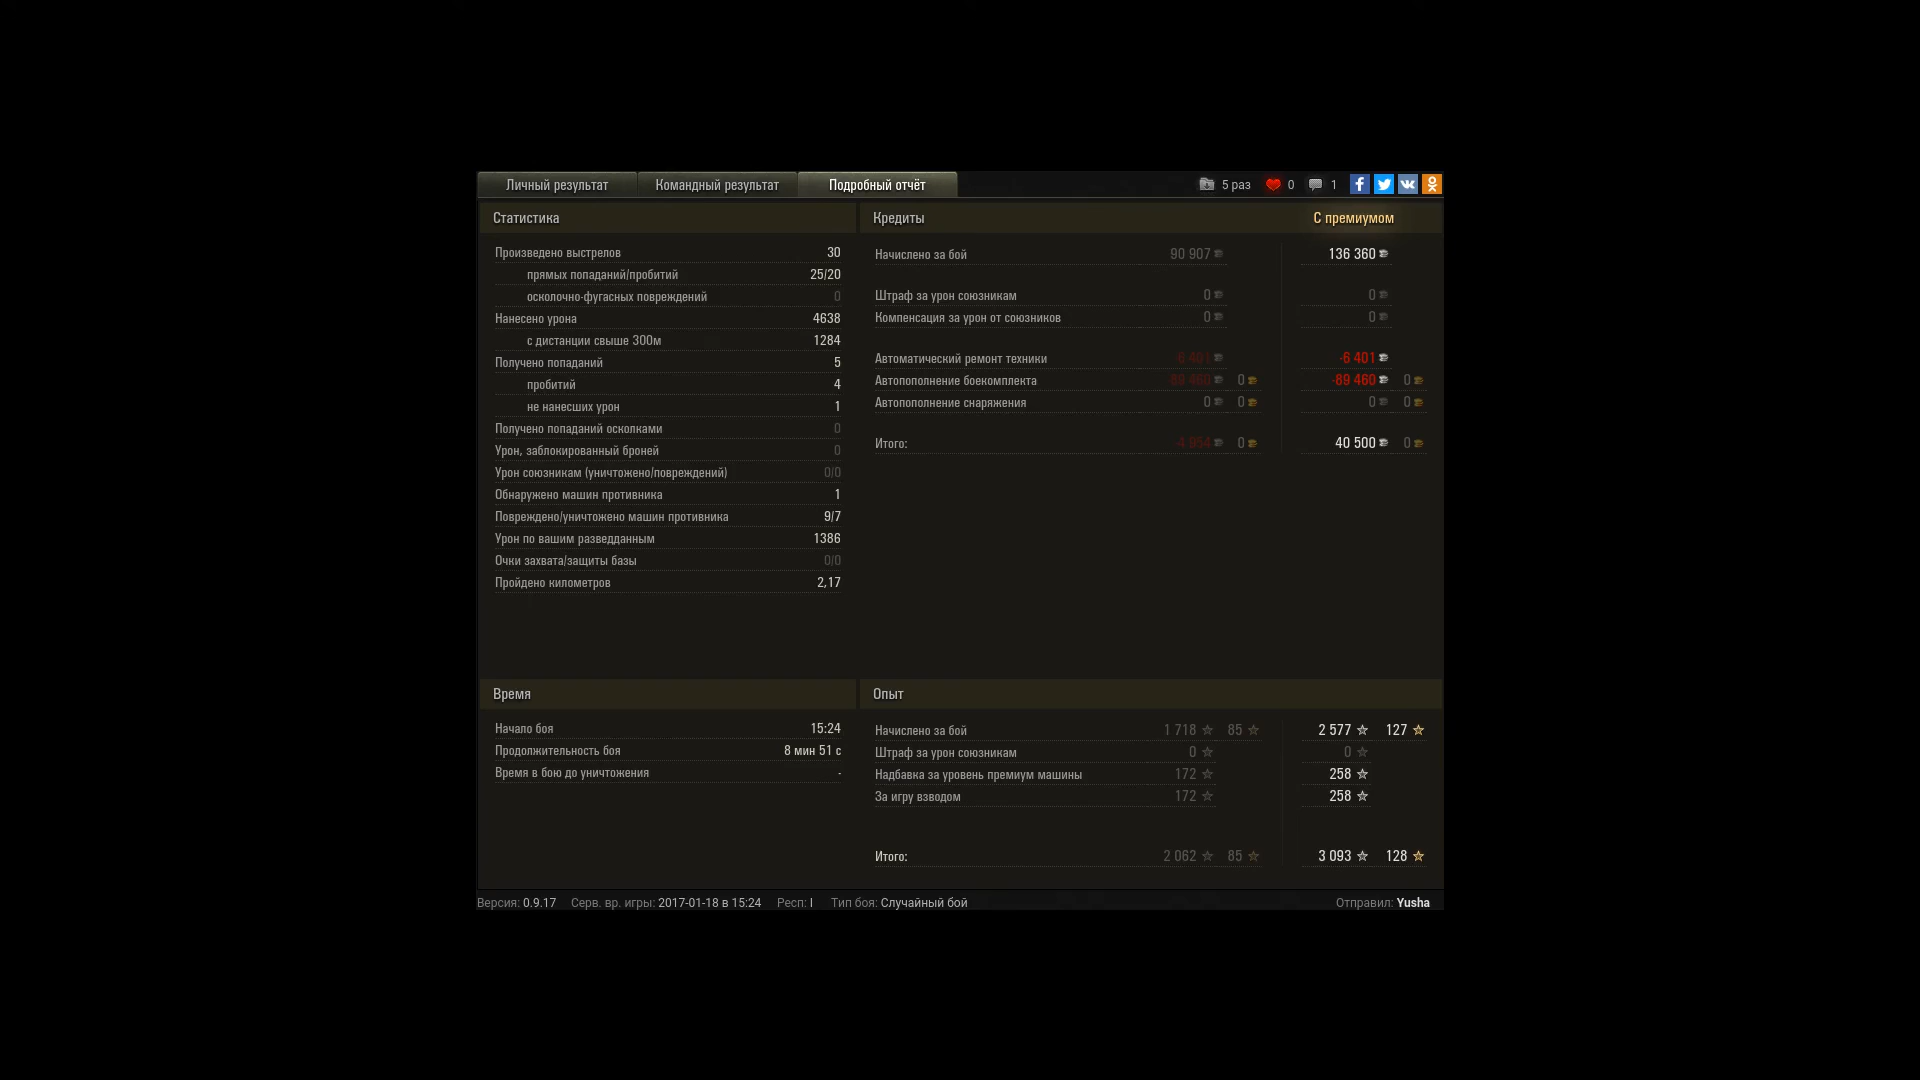 Личный результат Командный результат Подробный отчёт 5 раз 0 1
Статистика
Произведено выстрелов 30
прямых попаданий/пробитий 25/20
осколочно-фугасных повреждений 0
Нанесено урона 4638
с дистанции свыше 300м 1284
Получено попаданий 5
пробитий 4
не нанесших урон 1
Получено попаданий осколками 0
Урон, заблокированный броней 0
Урон союзникам (уничтожено/повреждений) 0/0
Обнаружено машин противника 1
Повреждено/уничтожено машин противника 9/7
Урон по вашим разведданным 1386
Очки захвата/защиты базы 0/0
Пройдено километров 2,17
Кредиты С премиумом
Начислено за бой 90 907 136 360
Штраф за урон союзникам 0 0
Компенсация за урон от союзников 0 0
Автоматический ремонт техники -6 401 -6 401
Автопополнение боекомплекта -89 460 0 -89 460 0
Автопополнение снаряжения 0 0 0 0
Итого: -4 954 0 40 500 0
Время
Начало боя 15:24
Продолжительность боя 8 мин 51 с
Время в бою до уничтожения -
Опыт
Начислено за бой 1 718 85 2 577 127
Штраф за урон союзникам 0 0
Надбавка за уровень премиум машины 172 258
За игру взводом 172 258
Итого: 2 062 85 3 093 128
Версия: 0.9.17 Серв. вр. игры: 2017-01-18 в 15:24 Респ: I Тип боя: Случайный бой Отправил: Yusha